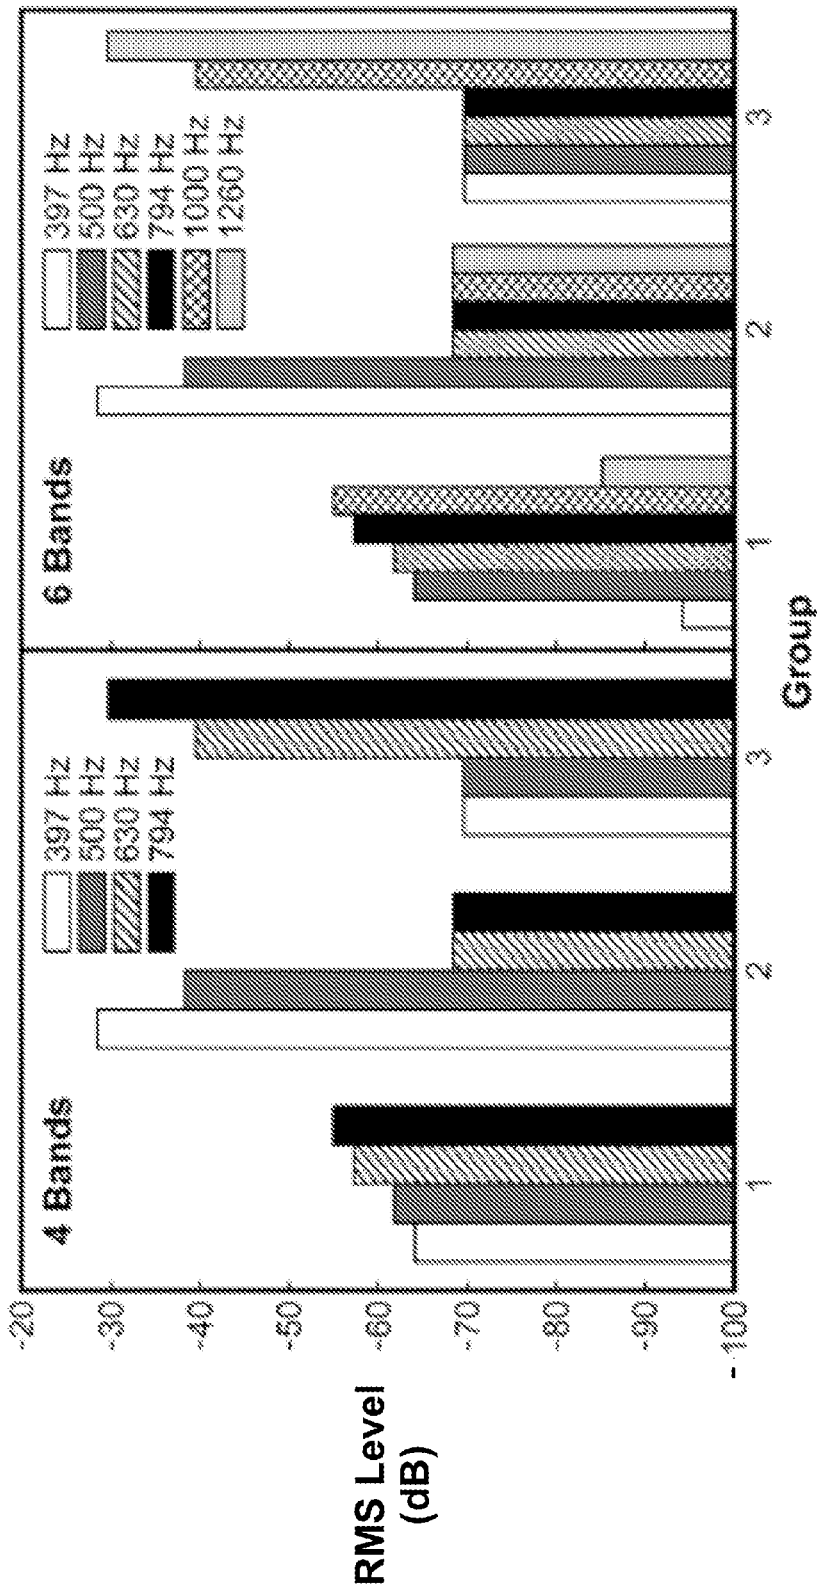 RMS Level
(dB)
-20
-30
-40
-50
-60
-70
-80
-90
-100
4 Bands
397 Hz
500 Hz
630 Hz
794 Hz
1
2
3
6 Bands
397 Hz
500 Hz
630 Hz
794 Hz
1000 Hz
1260 Hz
1
2
3
Group